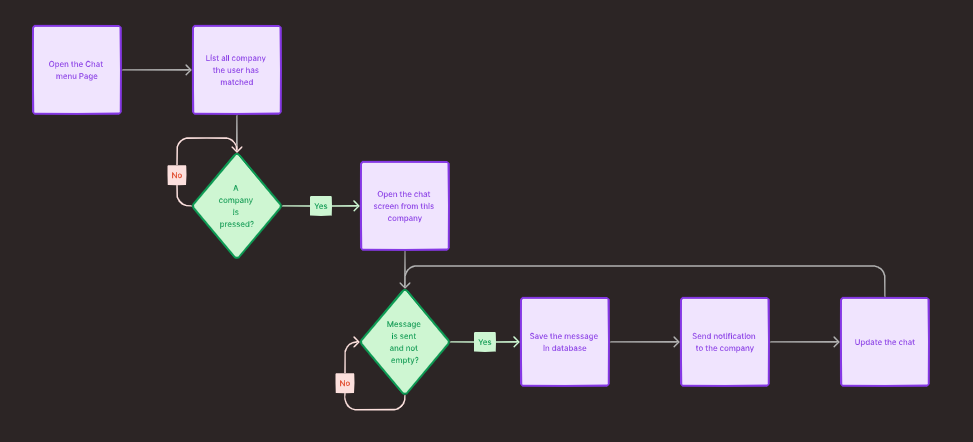 Open the Chat
menu Page
List all company
the user has
matched
No
A
company
is
pressed?
Yes
Open the chat
screen from this
company
Message
is sent
and not
empty?
No
Yes
Save the message
in database
Send notification
to the company
Update the chat